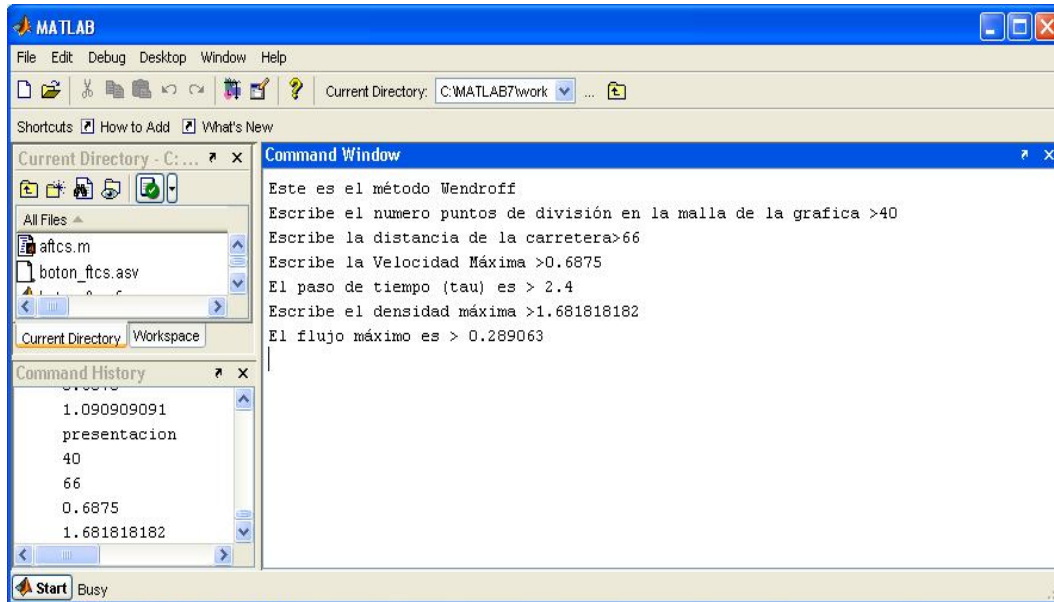 MATLAB
File Edit Debug Desktop Window Help
Current Directory: C:\MATLAB7\work ...
Shortcuts How to Add What's New
Current Directory - C:...
All Files
aftcs.m
boton_ftcs.asv
Current Directory Workspace
Command History
1.090909091
presentacion
40
66
0.6875
1.681818182
Command Window
Este es el método Wendroff
Escribe el numero puntos de división en la malla de la grafica >40
Escribe la distancia de la carretera>66
Escribe la Velocidad Máxima >0.6875
El paso de tiempo (tau) es > 2.4
Escribe el densidad máxima >1.681818182
El flujo máximo es > 0.289063
Start Busy